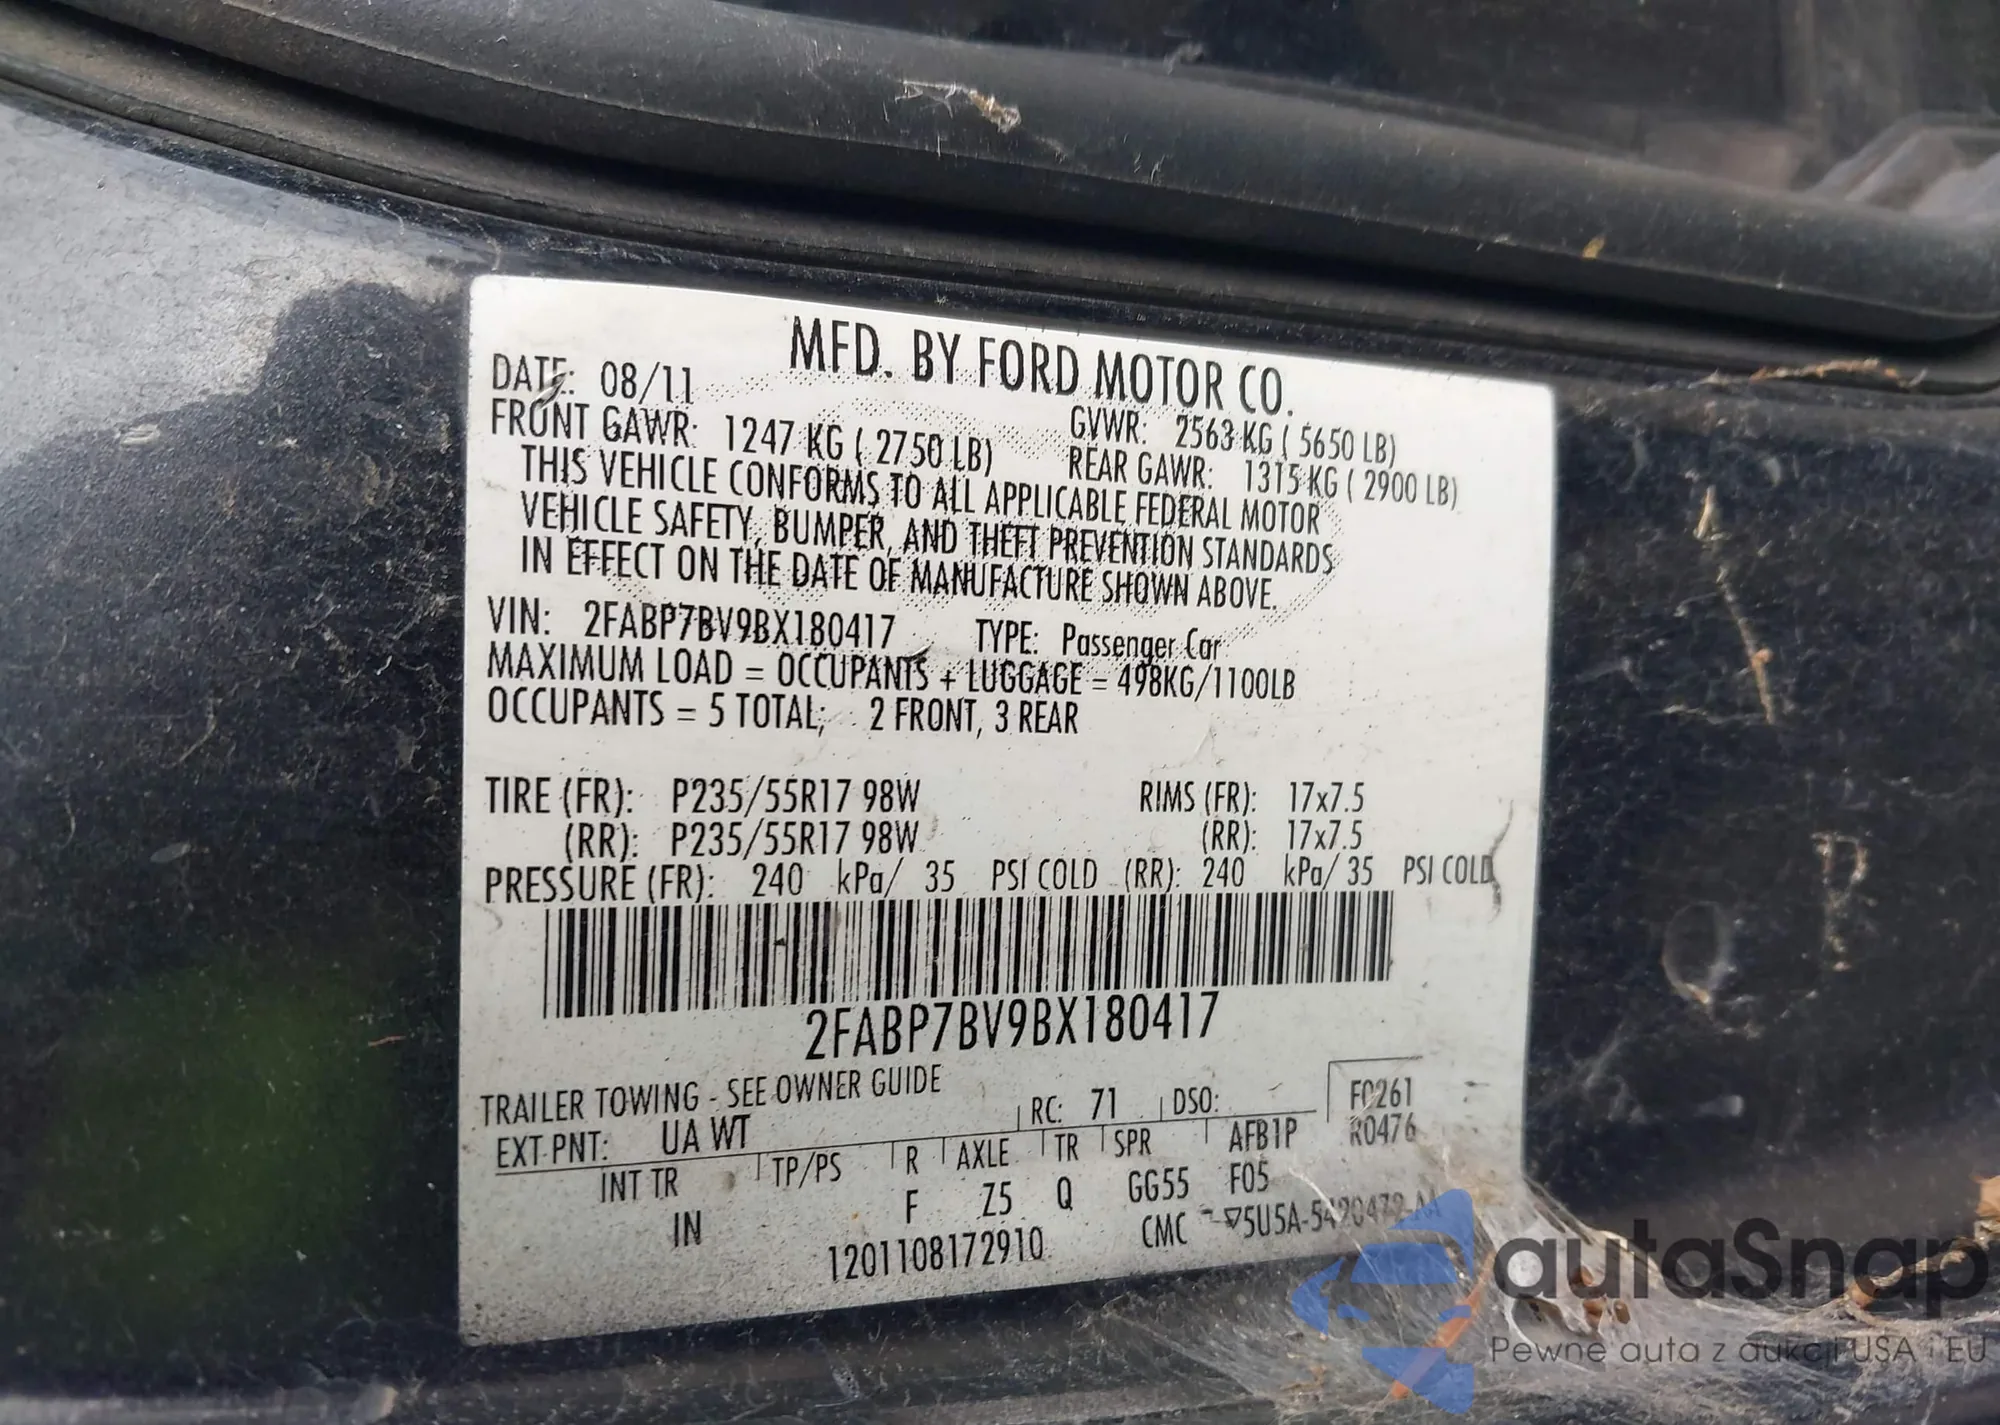 MFD. BY FORD MOTOR CO.
DATE: 08/11
GVWR: 2563 KG ( 5650 LB)
FRONT GAWR: 1247 KG ( 2750 LB)
REAR GAWR: 1315 KG ( 2900 LB)
THIS VEHICLE CONFORMS TO ALL APPLICABLE FEDERAL MOTOR
VEHICLE SAFETY, BUMPER, AND THEFT PREVENTION STANDARDS
IN EFFECT ON THE DATE OF MANUFACTURE SHOWN ABOVE.
VIN: 2FABP7BV9BX180417 TYPE: Passenger Car
MAXIMUM LOAD = OCCUPANTS + LUGGAGE = 498KG/1100LB
OCCUPANTS = 5 TOTAL; 2 FRONT, 3 REAR
TIRE (FR): P235/55R17 98W RIMS (FR): 17x7.5
(RR): P235/55R17 98W (RR): 17x7.5
PRESSURE (FR): 240 kPa/ 35 PSI COLD (RR): 240 kPa/ 35 PSI COLD
2FABP7BV9BX180417
TRAILER TOWING - SEE OWNER GUIDE
EXT PNT: UA WT RC: 71 DSO: F0261
R0476
INT TR TP/PS R AXLE TR SPR AFB1P
IN F Z5 Q GG55 F05
1201108172910 CMC
autaSnap
Pewne auta z aukcji USA i EU